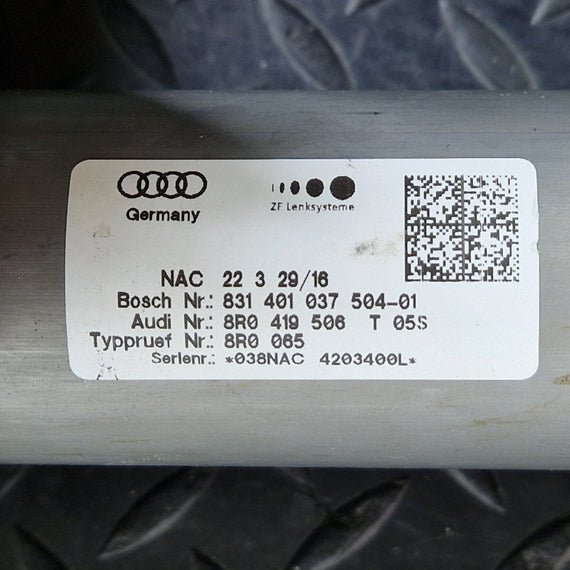 Germany
ZF Lenksysteme
NAC 22 3 29/16
Bosch Nr.: 831 401 037 504-01
Audi Nr.: 8R0 419 506 T 05S
Typpruef Nr.: 8R0 065
Seriennr.: *038NAC 4203400L*